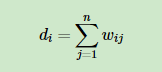 $d_i = \sum_{j=1}^{n} w_{ij}$